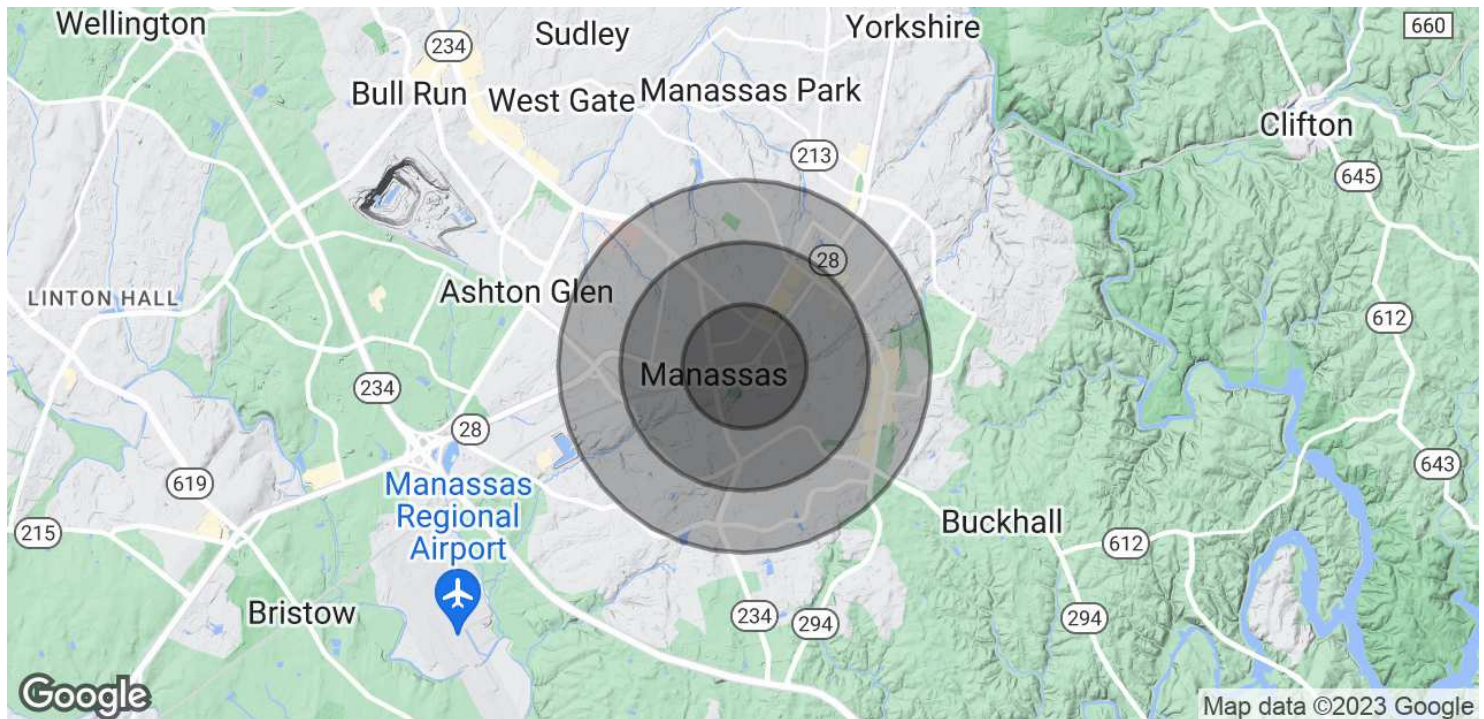 Wellington
234
Sudley
Yorkshire
660
Bull Run
West Gate
Manassas Park
Clifton
213
645
28
Ashton Glen
LINTON HALL
612
234
Manassas
28
619
643
Manassas
Regional
Airport
215
Buckhall
612
Bristow
234
294
294
Google
Map data ©2023 Google